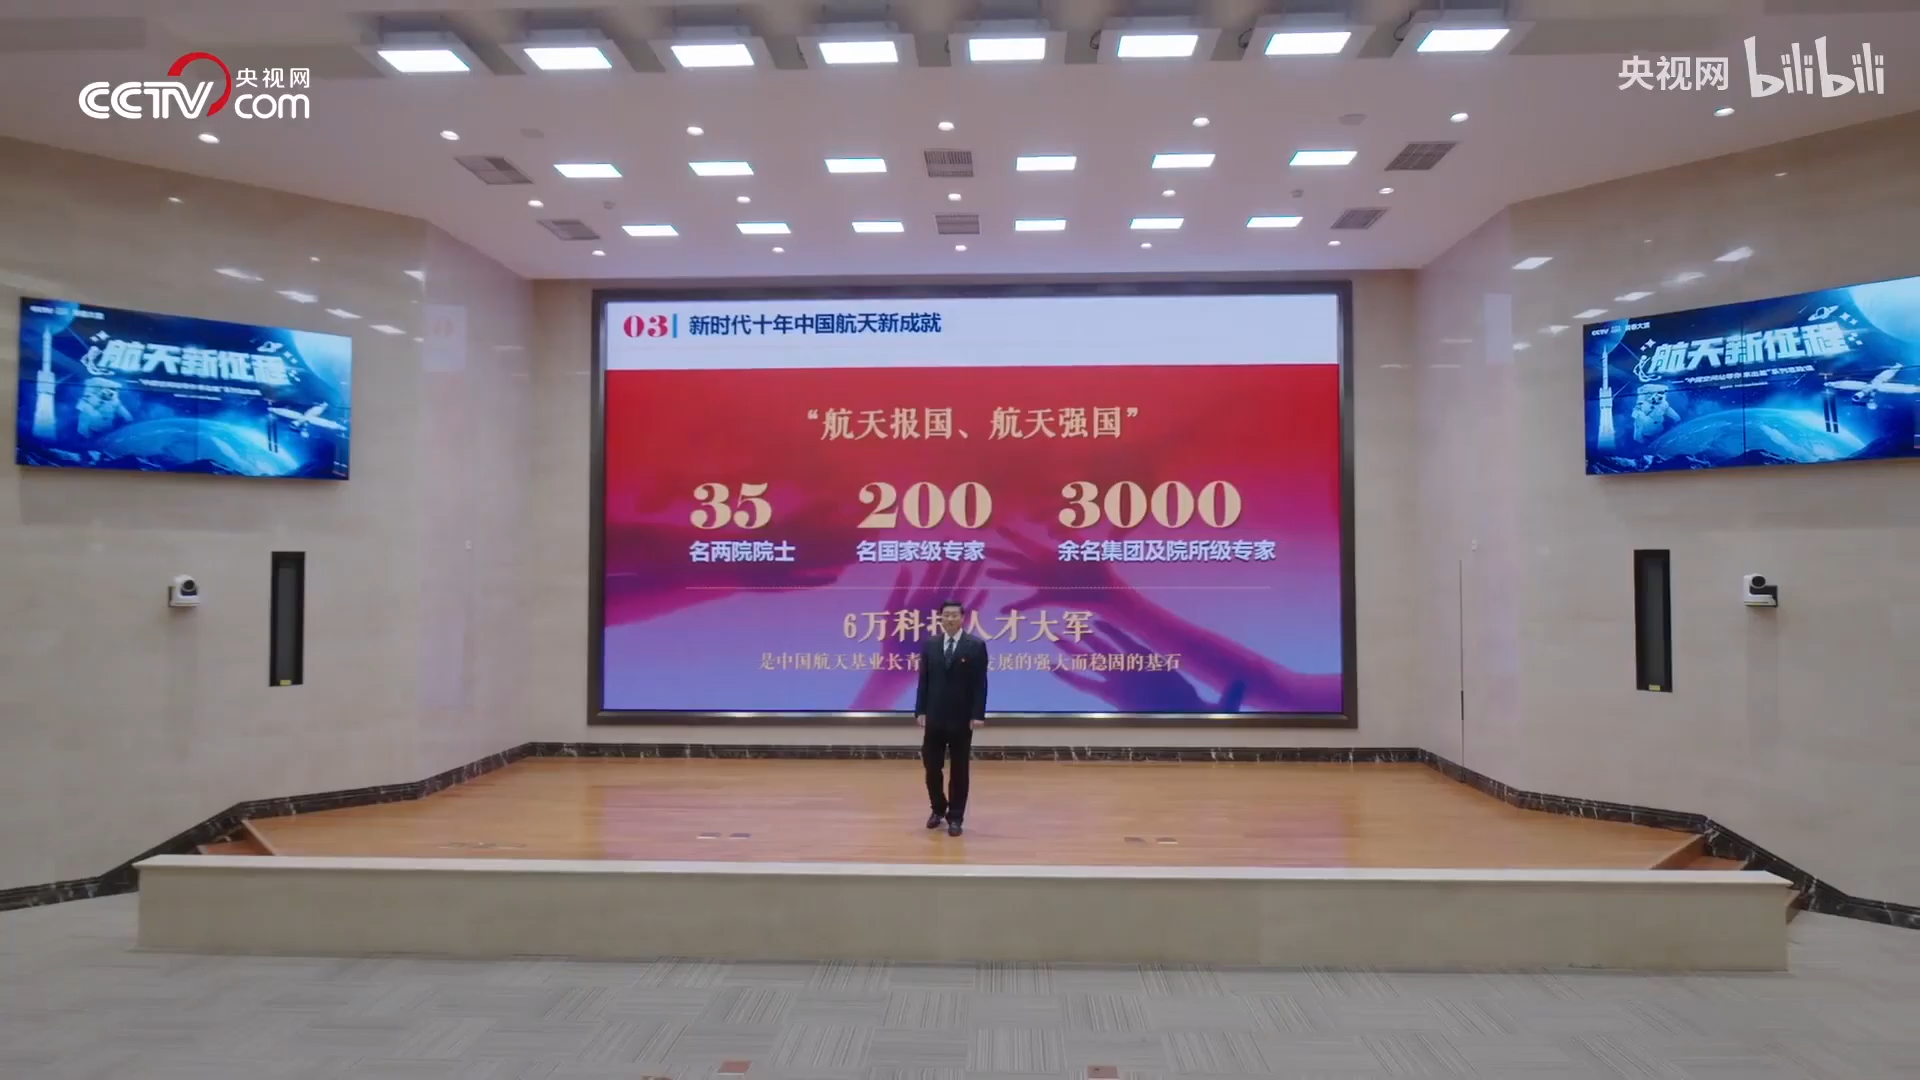 CCTV 央视网
com
央视网 bilibili
03 新时代十年中国航天新成就
“航天报国、航天强国”
35 200 3000
名两院院士 名国家级专家 余名集团及院所级专家
6万科技人才大军
是中国航天基业长青 发展的强大而稳固的基石
航天新征程
航天新征程